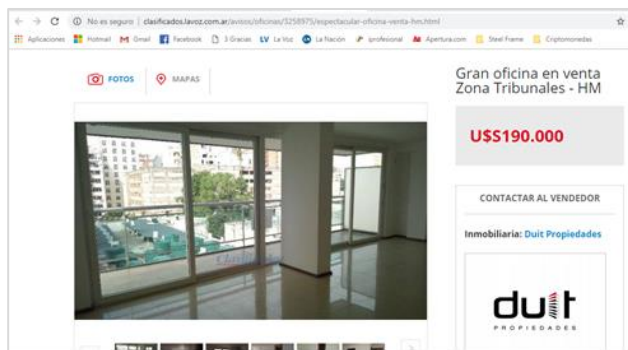 No es seguro | clasificados.lavoz.com.ar/avisos/oficinas/3258975/espectacular-oficina-venta-hm.html
Aplicaciones Hotmail Gmail Facebook 3 Gracias LV La Voz La Nación iprofesional Apertura.com Steel Frame Criptomonedas
FOTOS MAPAS
Gran oficina en venta
Zona Tribunales - HM
U$S190.000
CONTACTAR AL VENDEDOR
Inmobiliaria: Duit Propiedades
Clasificados
duit
PROPIEDADES